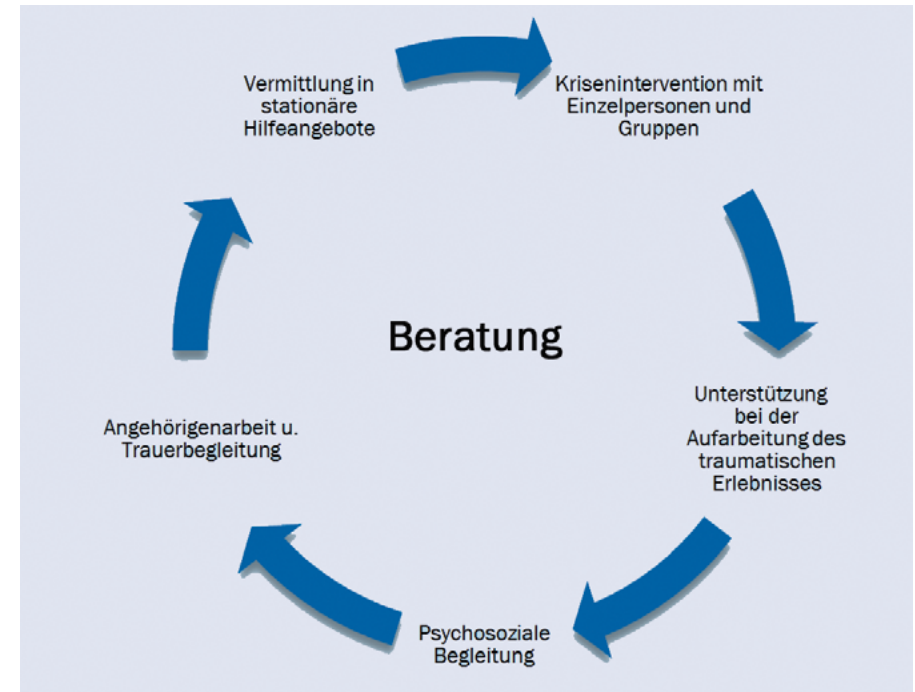 Vermittlung in
stationäre
Hilfeangebote
Krisenintervention mit
Einzelpersonen und
Gruppen
Beratung
Unterstützung
bei der
Aufarbeitung des
traumatischen
Erlebnisses
Angehörigenarbeit u.
Trauerbegleitung
Psychosoziale
Begleitung